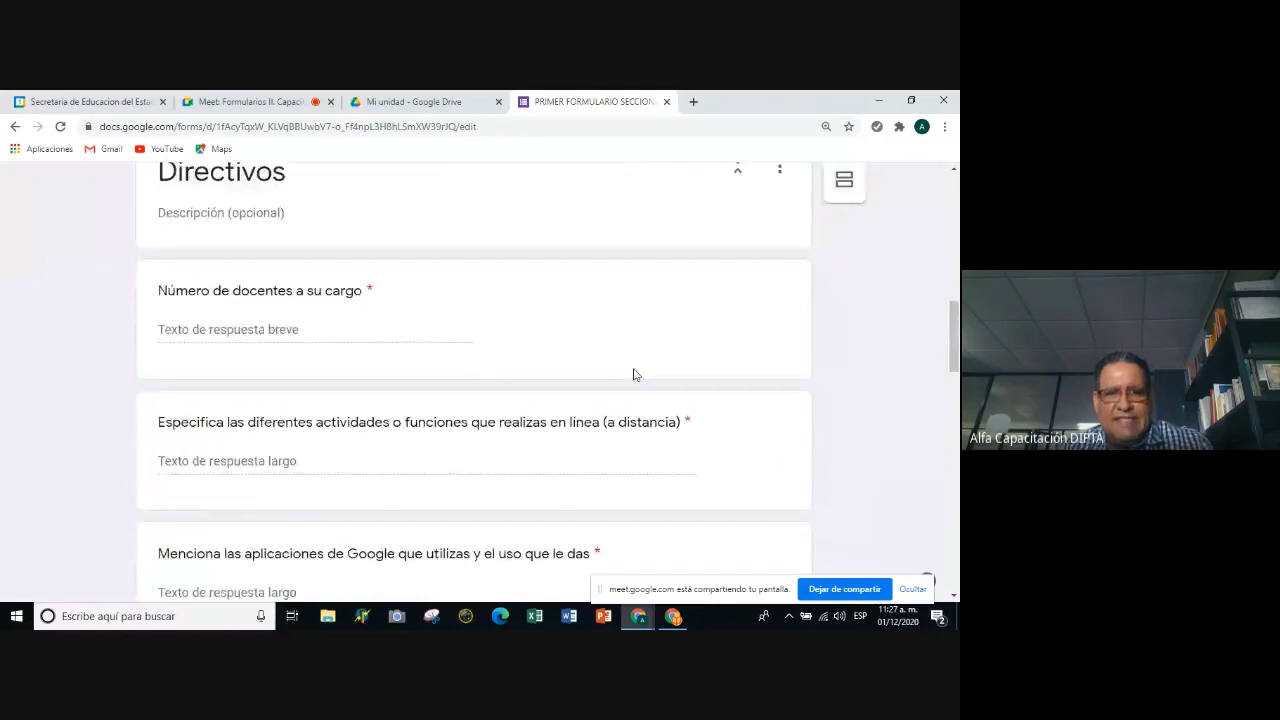 Secretaria de Educacion del Esta
Meet: Formularios II. Capaci
Mi unidad - Google Drive
PRIMER FORMULARIO SECCION
docs.google.com/forms/d/1fAcyTqxW_KLVqBBUwbV7-o_Ff4npL3H8hLSmXW39rJQ/edit
A
Aplicaciones
Gmail
YouTube
Maps
Directivos
Descripción (opcional)
Número de docentes a su cargo *
Texto de respuesta breve
Especifica las diferentes actividades o funciones que realizas en línea (a distancia) *
Texto de respuesta largo
Menciona las aplicaciones de Google que utilizas y el uso que le das *
Texto de respuesta largo
meet.google.com está compartiendo tu pantalla.
Dejar de compartir
Ocultar
Escribe aquí para buscar
ESP
11:27 a. m.
01/12/2020
2
Alfa Capacitación DIPTA